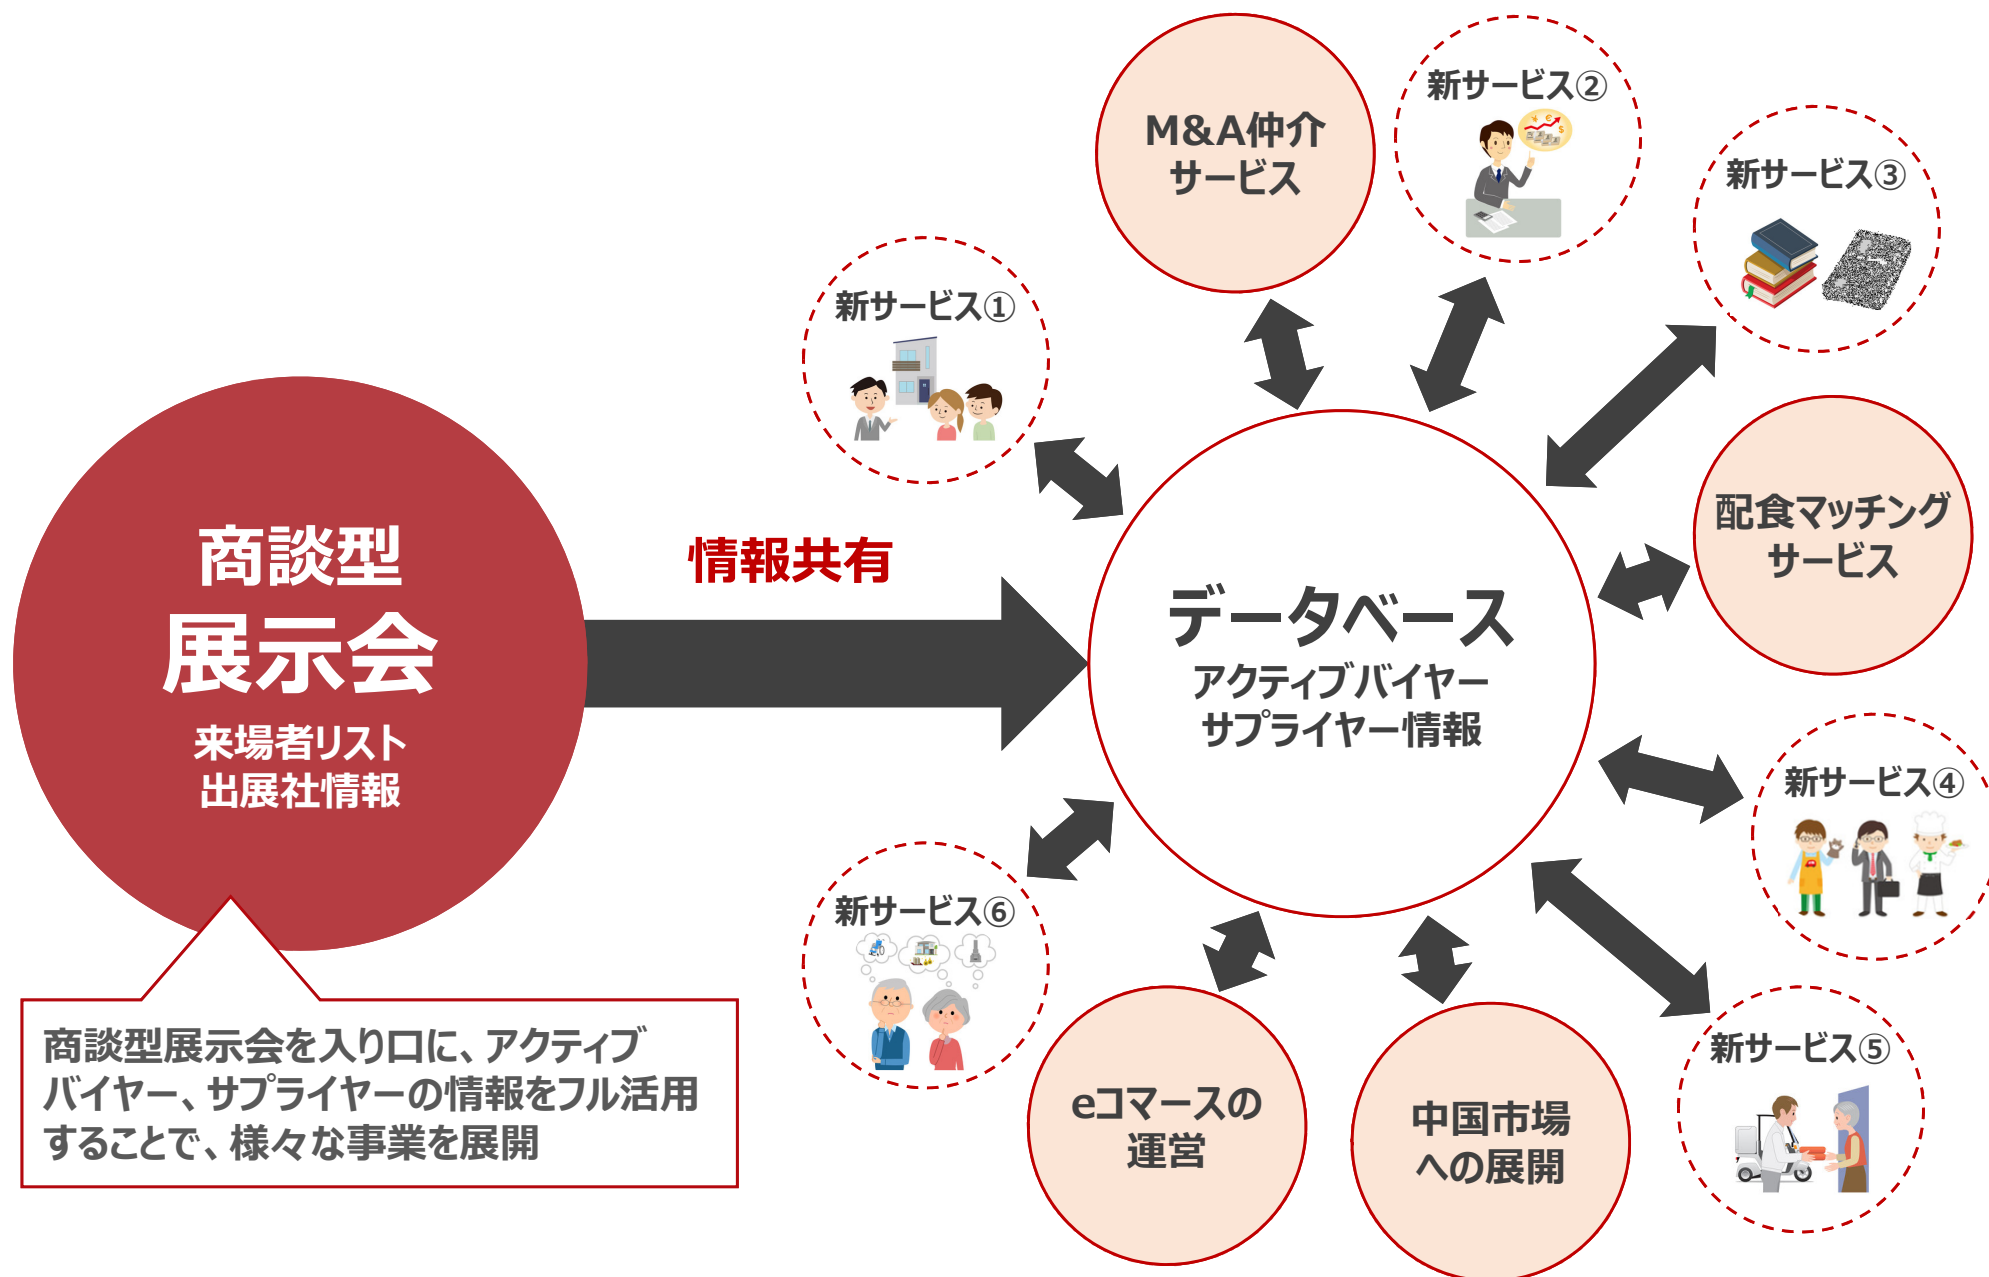 商談型
展示会
来場者リスト
出展社情報
商談型展示会を入り口に、アクティブ
バイヤー、サプライヤーの情報をフル活用
することで、様々な事業を展開
情報共有
データベース
アクティブバイヤー
サプライヤー情報
新サービス①
M&A仲介
サービス
新サービス②
新サービス③
配食マッチング
サービス
新サービス④
新サービス⑤
中国市場
への展開
eコマースの
運営
新サービス⑥